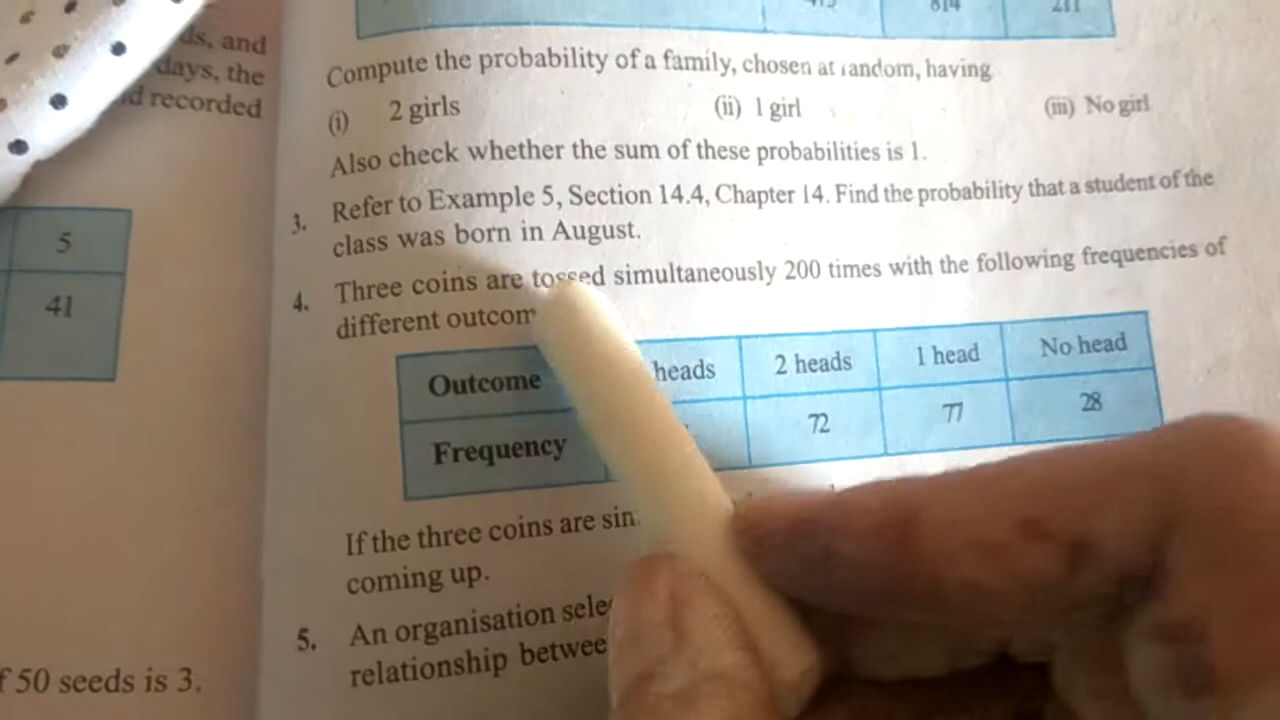 ds, and
days, the
d recorded
5
41
f 50 seeds is 3.
814
211
Compute the probability of a family, chosen at random, having
(i) 2 girls (ii) 1 girl (iii) No girl
Also check whether the sum of these probabilities is 1.
3. Refer to Example 5, Section 14.4, Chapter 14. Find the probability that a student of the
class was born in August.
4. Three coins are tossed simultaneously 200 times with the following frequencies of
different outcom
Outcome heads 2 heads 1 head No head
Frequency 72 77 28
If the three coins are sin
coming up.
5. An organisation sele
relationship betwee